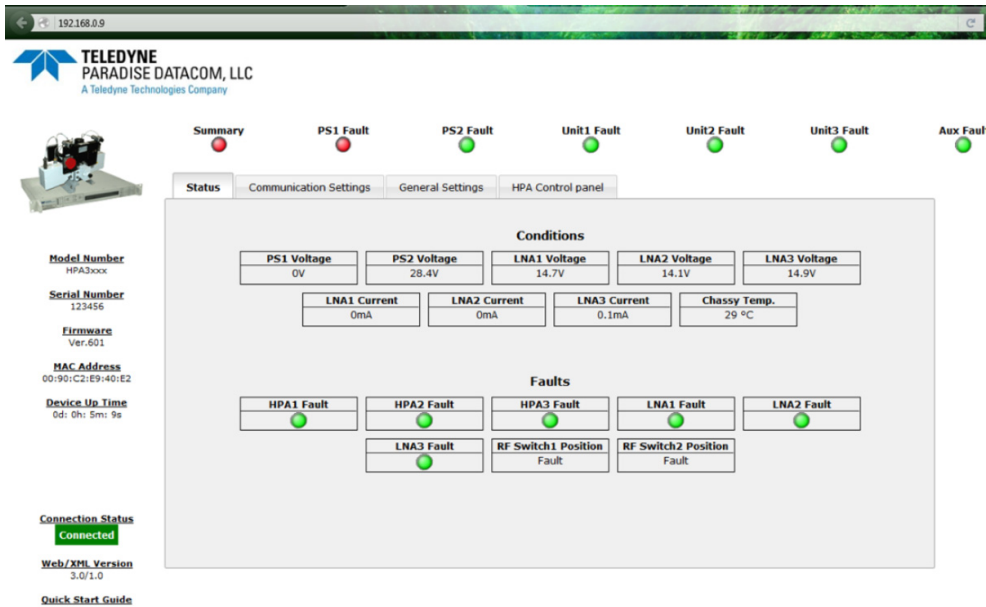 192.168.0.9
TELEDYNE
PARADISE DATACOM, LLC
A Teledyne Technologies Company
Summary PS1 Fault PS2 Fault Unit1 Fault Unit2 Fault Unit3 Fault Aux Faul
Status Communication Settings General Settings HPA Control panel
Model Number
HPA3xxx
Serial Number
123456
Firmware
Ver.601
MAC Address
00:90:C2:E9:40:E2
Device Up Time
0d: 0h: 5m: 9s
Connection Status
Connected
Web/XML Version
3.0/1.0
Quick Start Guide
Conditions
PS1 Voltage PS2 Voltage LNA1 Voltage LNA2 Voltage LNA3 Voltage
0V 28.4V 14.7V 14.1V 14.9V
LNA1 Current LNA2 Current LNA3 Current Chassy Temp.
0mA 0mA 0.1mA 29 ºC
Faults
HPA1 Fault HPA2 Fault HPA3 Fault LNA1 Fault LNA2 Fault
LNA3 Fault RF Switch1 Position RF Switch2 Position
Fault Fault